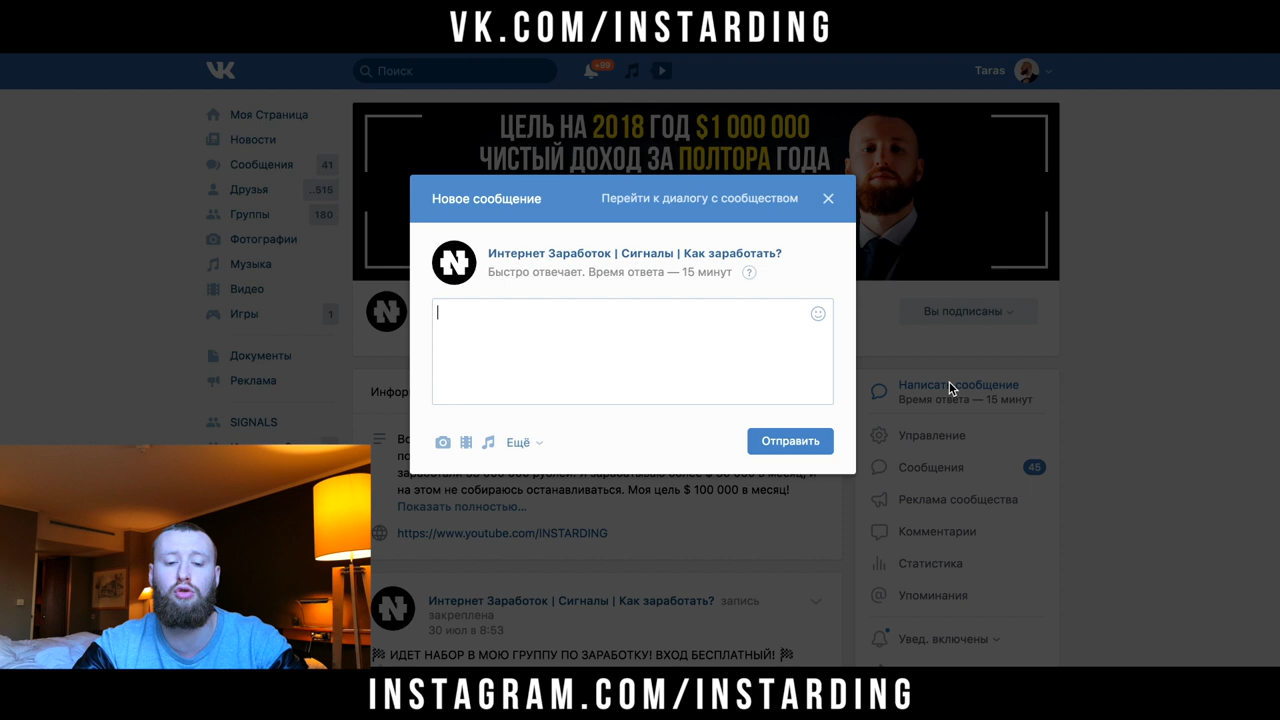 VK.COM/INSTARDING
Поиск
+99
Taras
Моя Страница
Новости
Сообщения 41
Друзья ..515
Группы 180
Фотографии
Музыка
Видео
Игры 1
Документы
Реклама
SIGNALS
ЦЕЛЬ НА 2018 ГОД $1 000 000
ЧИСТЫЙ ДОХОД ЗА ПОЛТОРА ГОДА
Новое сообщение
Перейти к диалогу с сообществом
Интернет Заработок | Сигналы | Как заработать?
Быстро отвечает. Время ответа — 15 минут ?
Ещё
Отправить
Вы подписаны
Инфор
на этом не собираюсь останавливаться. Моя цель $ 100 000 в месяц!
Показать полностью...
https://www.youtube.com/INSTARDING
Интернет Заработок | Сигналы | Как заработать? запись
закреплена
30 июл в 8:53
ИДЕТ НАБОР В МОЮ ГРУППУ ПО ЗАРАБОТКУ! ВХОД БЕСПЛАТНЫЙ!
Написать сообщение
Время ответа — 15 минут
Управление
Сообщения 45
Реклама сообщества
Комментарии
Статистика
Упоминания
Увед. включены
INSTAGRAM.COM/INSTARDING